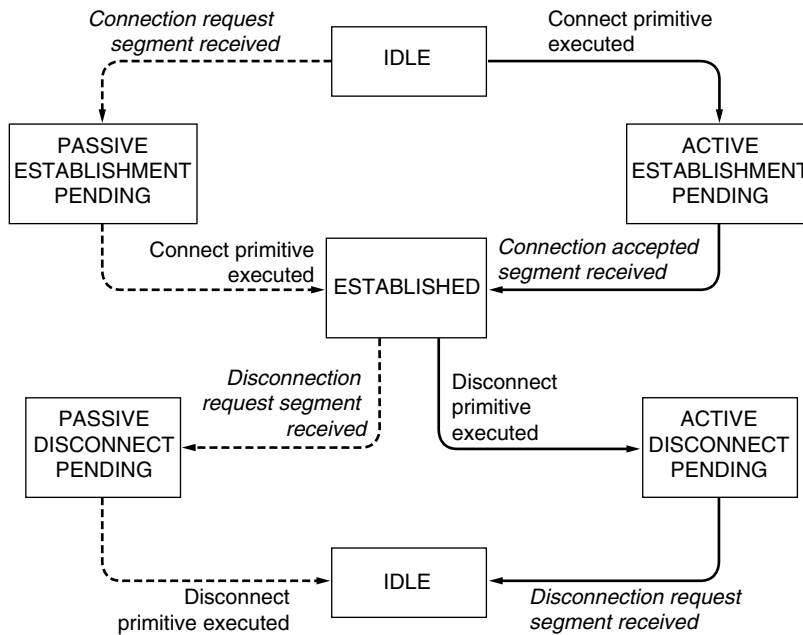 Connection request
segment received
IDLE
Connect primitive
executed
PASSIVE
ESTABLISHMENT
PENDING
ACTIVE
ESTABLISHMENT
PENDING
Connect primitive
executed
ESTABLISHED
Connection accepted
segment received
Disconnection
request segment
received
Disconnect
primitive
executed
PASSIVE
DISCONNECT
PENDING
ACTIVE
DISCONNECT
PENDING
Disconnect
primitive executed
IDLE
Disconnection request
segment received